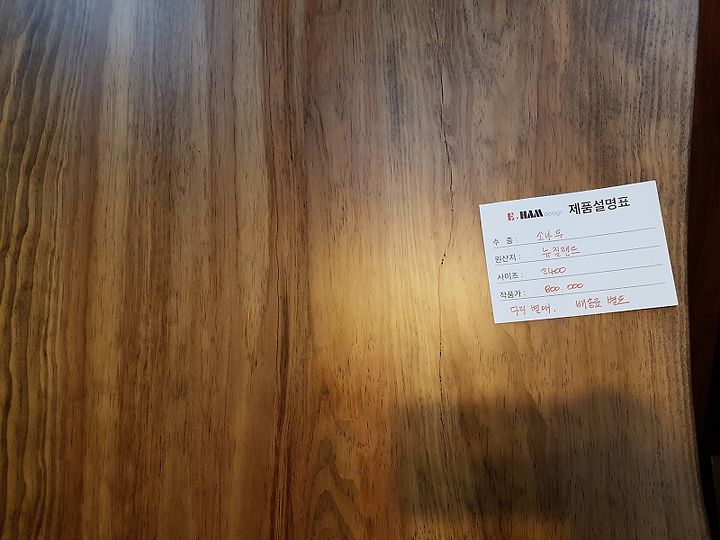 E.HAM design 제품설명표
수 종 : 소나무
원산지 : 뉴질랜드
사이즈 : 2400
작품가 : 800.000
다리 별매. 배송료 별도